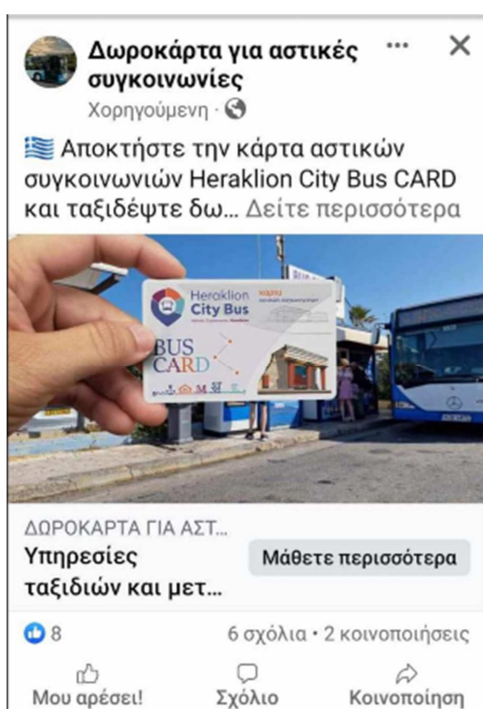 Δωροκάρτα για αστικές
συγκοινωνίες
Χορηγούμενη ·
Αποκτήστε την κάρτα αστικών
συγκοινωνιών Heraklion City Bus CARD
και ταξιδέψτε δω... Δείτε περισσότερα
Heraklion
City Bus
κάρτα
BUS
CARD
ΔΩΡΟΚΑΡΤΑ ΓΙΑ ΑΣΤ...
Υπηρεσίες
ταξιδιών και μετ...
Μάθετε περισσότερα
8
6 σχόλια • 2 κοινοποιήσεις
Μου αρέσει!
Σχόλιο
Κοινοποίηση